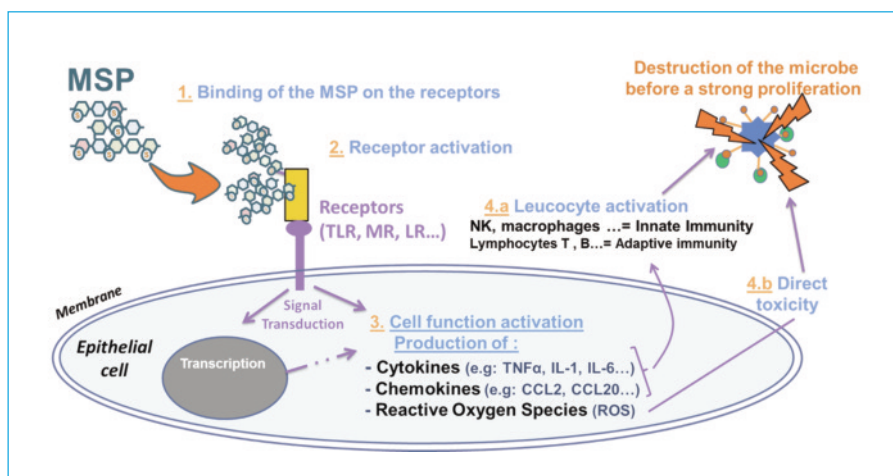 MSP
1. Binding of the MSP on the receptors
2. Receptor activation
Receptors
(TLR, MR, LR...)
Destruction of the microbe
before a strong proliferation
4.a Leucocyte activation
NK, macrophages ...= Innate Immunity
Lymphocytes T , B...= Adaptive immunity
4.b Direct
toxicity
Membrane
Epithelial
cell
Signal
Transduction
Transcription
3. Cell function activation
Production of :
- Cytokines (e.g: TNFα, IL-1, IL-6...)
- Chemokines (e.g: CCL2, CCL20...)
- Reactive Oxygen Species (ROS)